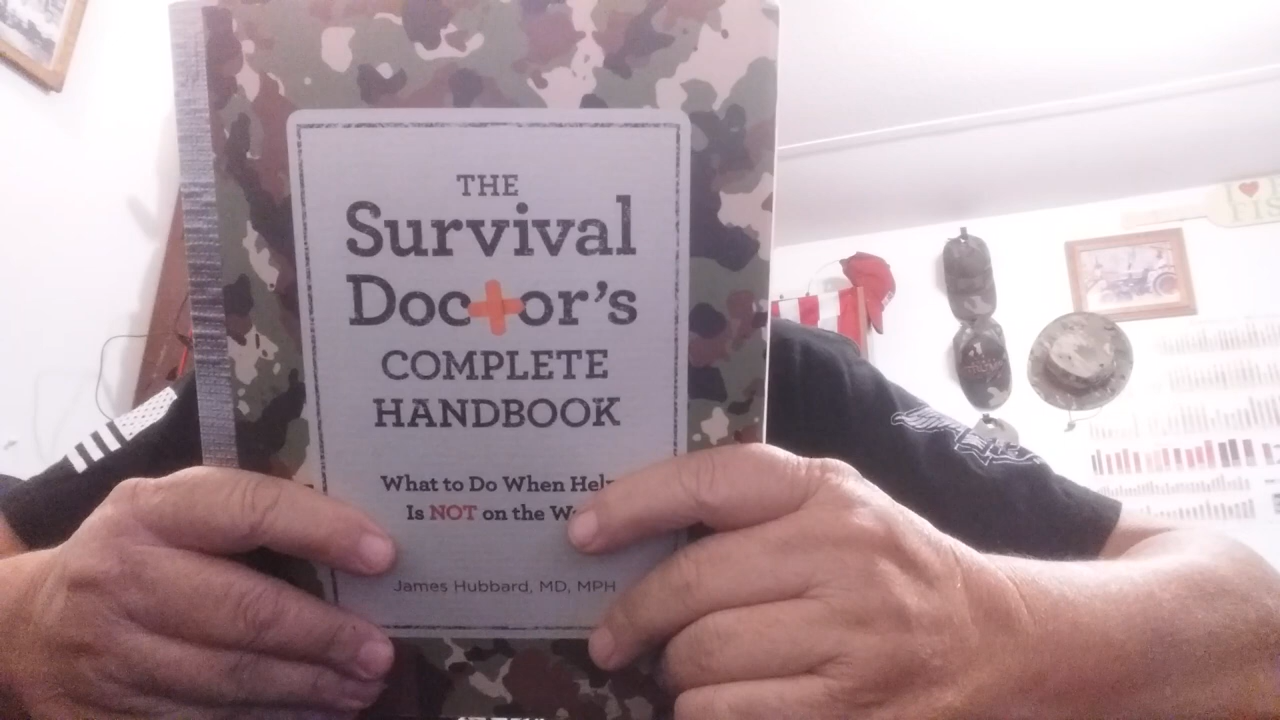 THE
Survival
Doctor's
COMPLETE
HANDBOOK
What to Do When
Is NOT on the
James Hubbard, MD, MPH